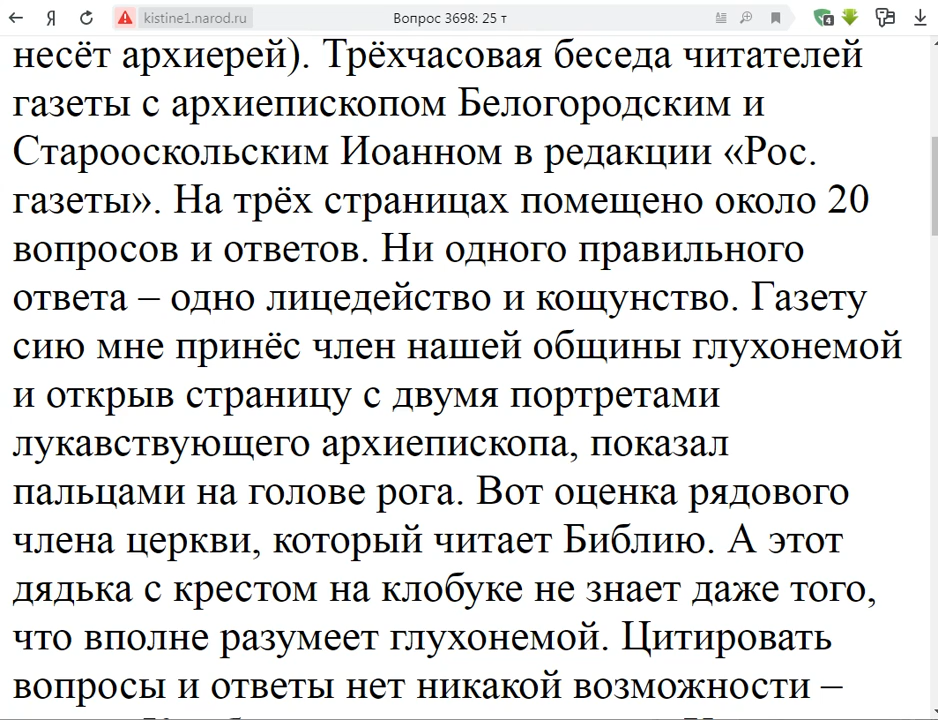 kistine1.narod.ru
Вопрос 3698: 25 т
4
несёт архиерей). Трёхчасовая беседа читателей
газеты с архиепископом Белогородским и
Старооскольским Иоанном в редакции «Рос.
газеты». На трёх страницах помещено около 20
вопросов и ответов. Ни одного правильного
ответа – одно лицедейство и кощунство. Газету
сию мне принёс член нашей общины глухонемой
и открыв страницу с двумя портретами
лукавствующего архиепископа, показал
пальцами на голове рога. Вот оценка рядового
члена церкви, который читает Библию. А этот
дядька с крестом на клобуке не знает даже того,
что вполне разумеет глухонемой. Цитировать
вопросы и ответы нет никакой возможности –